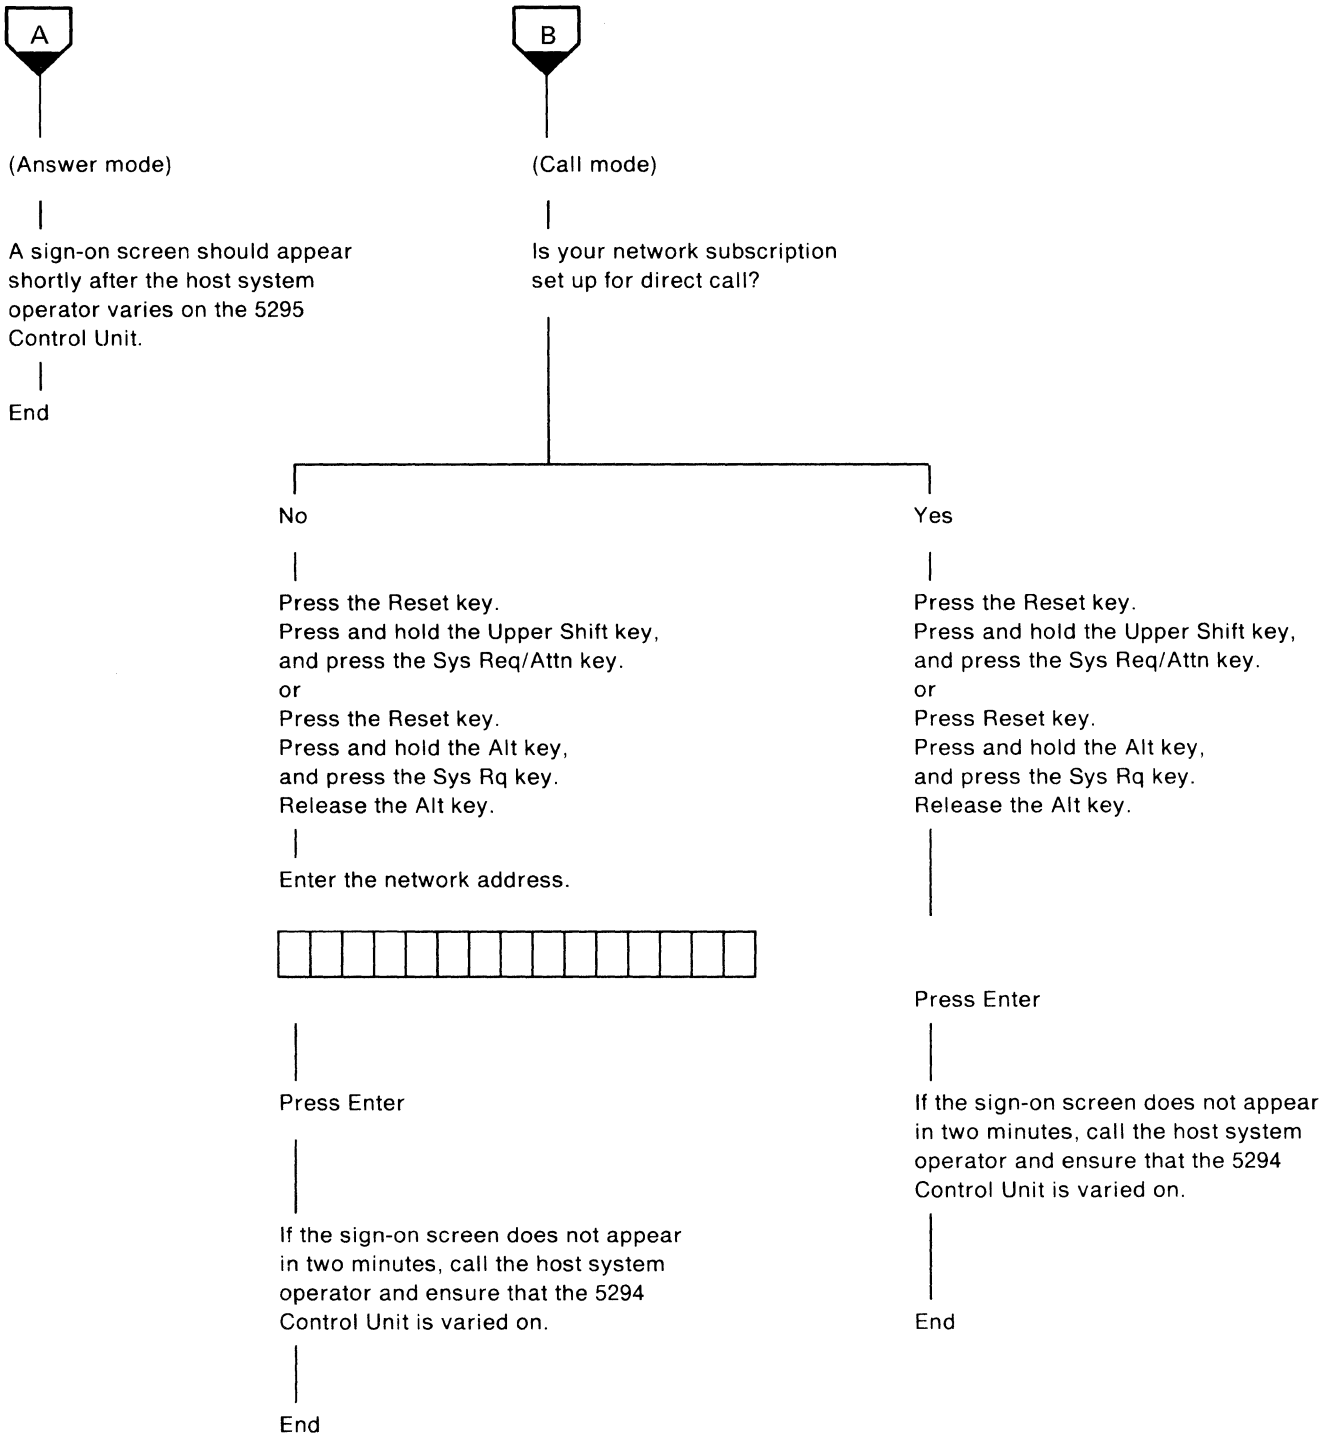 A
(Answer mode)
A sign-on screen should appear
shortly after the host system
operator varies on the 5295
Control Unit.
End
B
(Call mode)
Is your network subscription
set up for direct call?
No
Press the Reset key.
Press and hold the Upper Shift key,
and press the Sys Req/Attn key.
or
Press the Reset key.
Press and hold the Alt key,
and press the Sys Rq key.
Release the Alt key.
Enter the network address.
Press Enter
If the sign-on screen does not appear
in two minutes, call the host system
operator and ensure that the 5294
Control Unit is varied on.
End
Yes
Press the Reset key.
Press and hold the Upper Shift key,
and press the Sys Req/Attn key.
or
Press Reset key.
Press and hold the Alt key,
and press the Sys Rq key.
Release the Alt key.
Press Enter
If the sign-on screen does not appear
in two minutes, call the host system
operator and ensure that the 5294
Control Unit is varied on.
End